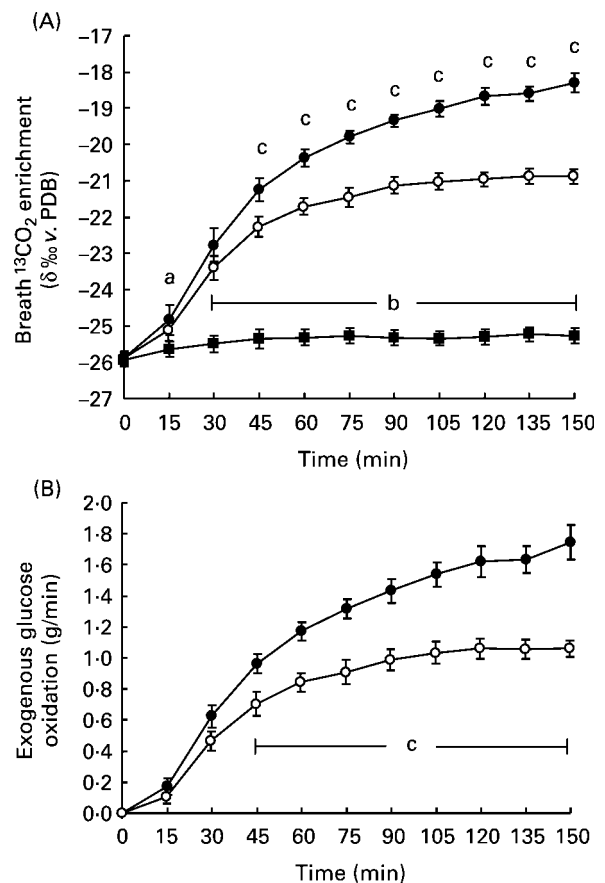 (A)
−17
−18
−19
−20
−21
−22
−23
−24
−25
−26
−27
Breath ¹³CO₂ enrichment
(δ‰ v. PDB)
a
c c c c c c c c
b
0 15 30 45 60 75 90 105 120 135 150
Time (min)
(B)
2·0
1·8
1·6
1·4
1·2
1·0
0·8
0·6
0·4
0·2
0·0
Exogenous glucose
oxidation (g/min)
c
0 15 30 45 60 75 90 105 120 135 150
Time (min)